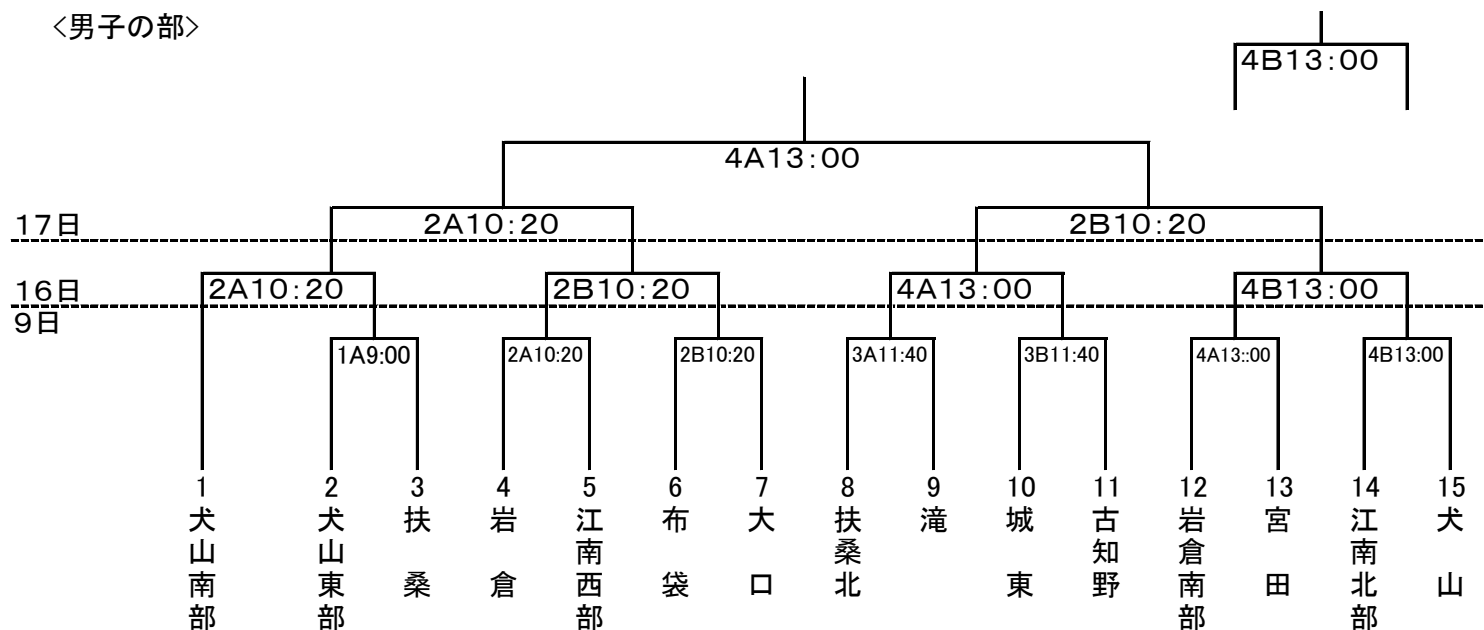 <男子の部>
4B13:00
4A13:00
17日
2A10:20
2B10:20
16日
2A10:20
2B10:20
4A13:00
4B13:00
9日
1A9:00
2A10:20
2B10:20
3A11:40
3B11:40
4A13::00
4B13:00
1
2
3
4
5
6
7
8
9
10
11
12
13
14
15
犬山南部
犬山東部
扶桑
岩倉
江南西部
布袋
大口
扶桑北
滝
城東
古知野
岩倉南部
宮田
江南北部
犬山